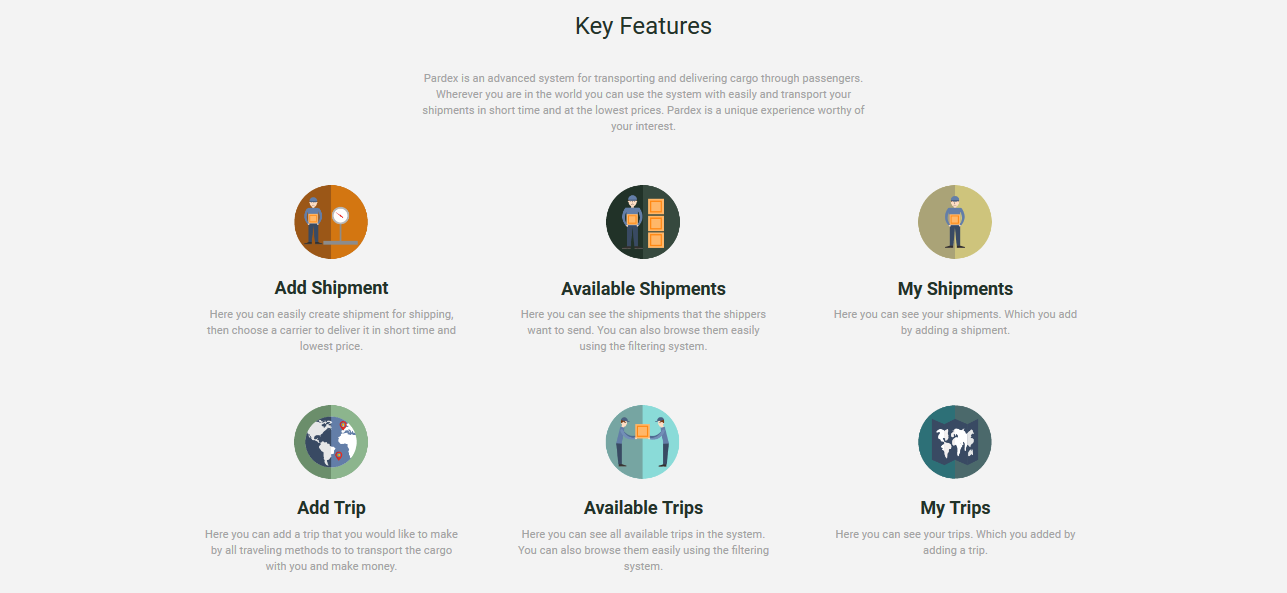 Key Features
Pardex is an advanced system for transporting and delivering cargo through passengers.
Wherever you are in the world you can use the system with easily and transport your
shipments in short time and at the lowest prices. Pardex is a unique experience worthy of
your interest.
Add Shipment
Here you can easily create shipment for shipping,
then choose a carrier to deliver it in short time and
lowest price.
Available Shipments
Here you can see the shipments that the shippers
want to send. You can also browse them easily
using the filtering system.
My Shipments
Here you can see your shipments. Which you add
by adding a shipment.
Add Trip
Here you can add a trip that you would like to make
by all traveling methods to to transport the cargo
with you and make money.
Available Trips
Here you can see all available trips in the system.
You can also browse them easily using the filtering
system.
My Trips
Here you can see your trips. Which you added by
adding a trip.